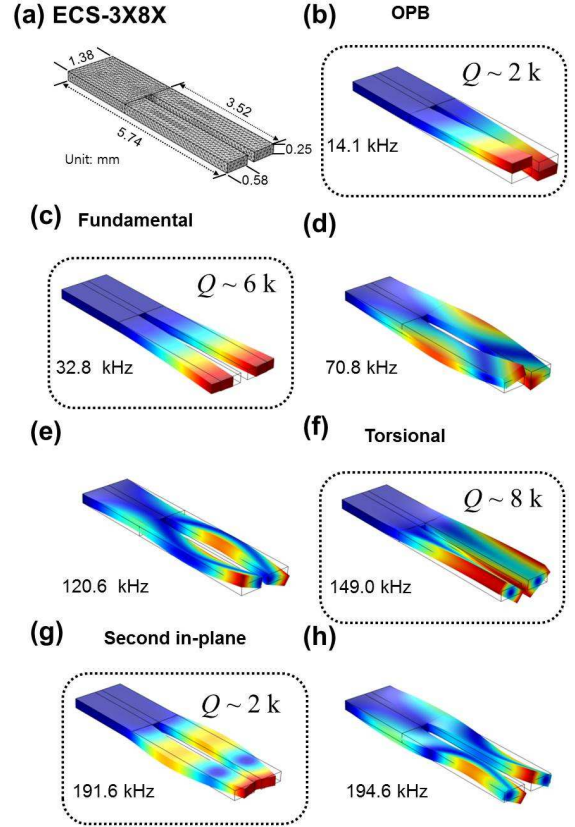 (a) ECS-3X8X
1.38
3.52
5.74
0.25
0.58
Unit: mm
(b) OPB
Q ~ 2 k
14.1 kHz
(c) Fundamental
Q ~ 6 k
32.8 kHz
(d)
70.8 kHz
(e)
120.6 kHz
(f) Torsional
Q ~ 8 k
149.0 kHz
(g) Second in-plane
Q ~ 2 k
191.6 kHz
(h)
194.6 kHz